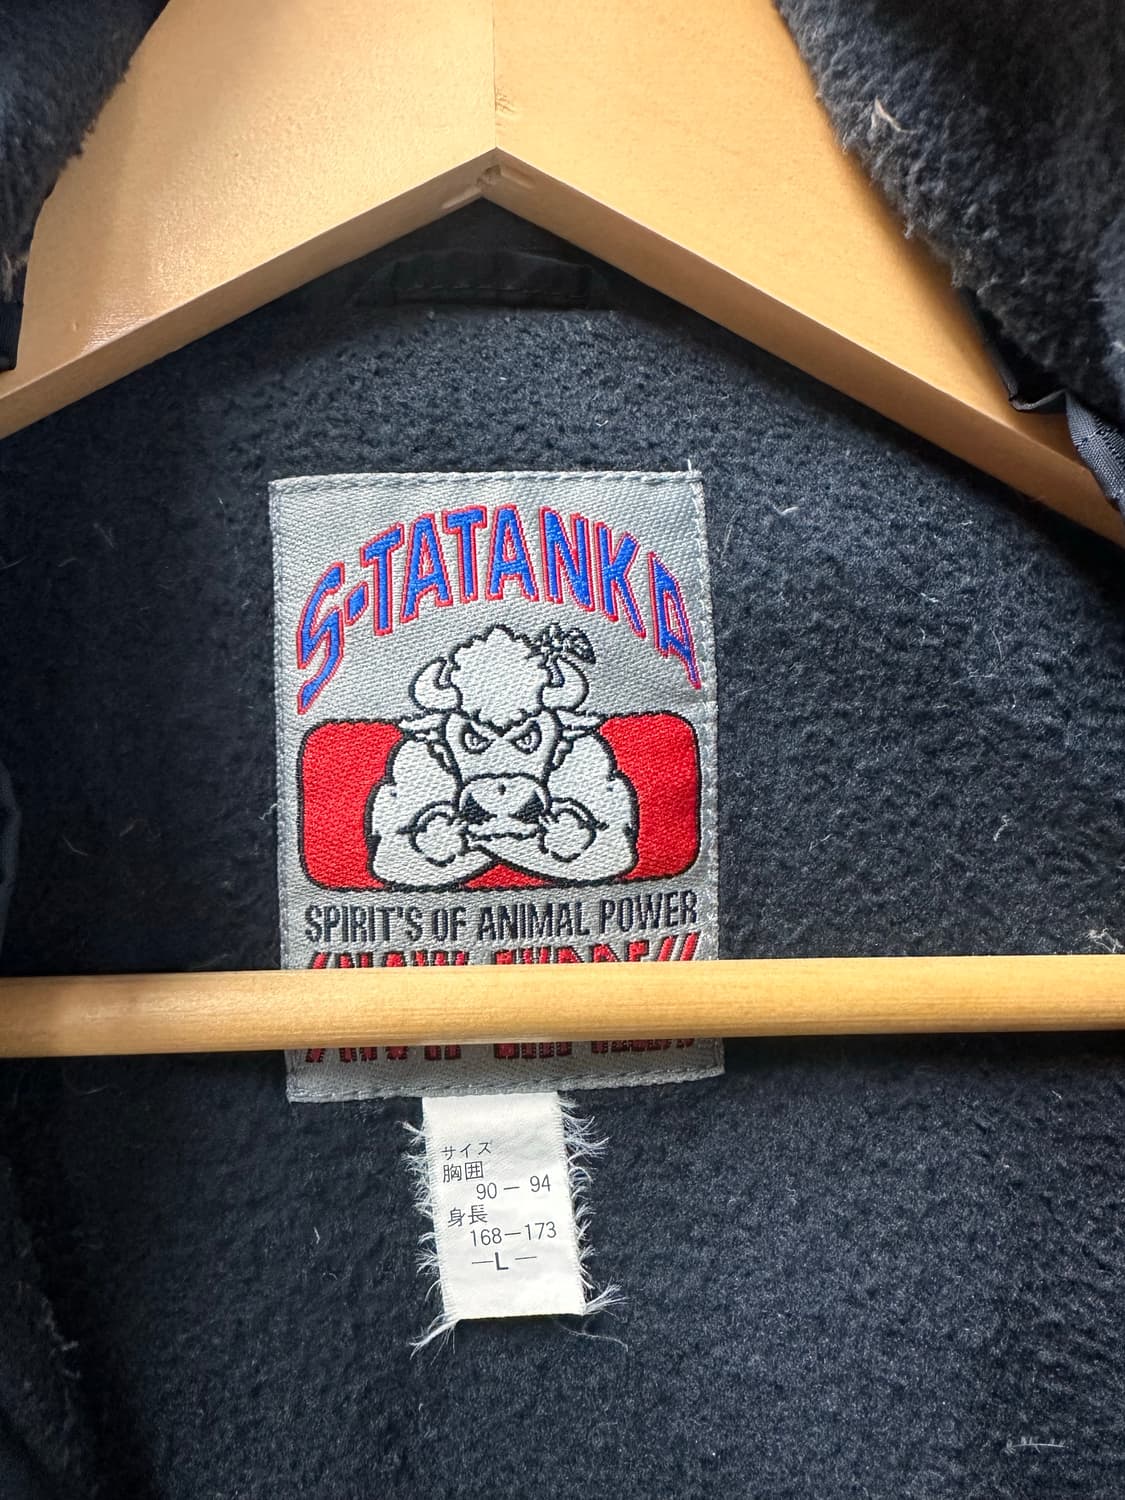 S·TATANKA
SPIRIT'S OF ANIMAL POWER
サイズ
胸囲
90－94
身長
168－173
－L－